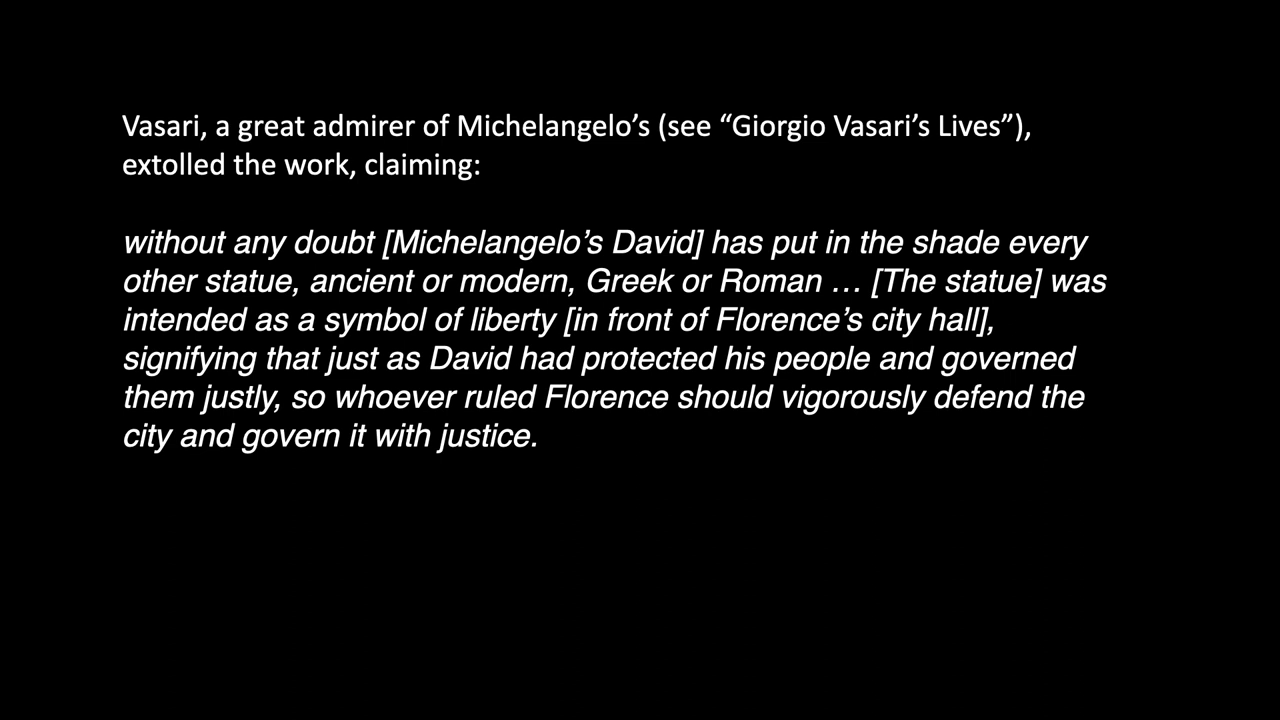 Vasari, a great admirer of Michelangelo’s (see “Giorgio Vasari’s Lives”),
extolled the work, claiming:
without any doubt [Michelangelo’s David] has put in the shade every
other statue, ancient or modern, Greek or Roman … [The statue] was
intended as a symbol of liberty [in front of Florence’s city hall],
signifying that just as David had protected his people and governed
them justly, so whoever ruled Florence should vigorously defend the
city and govern it with justice.